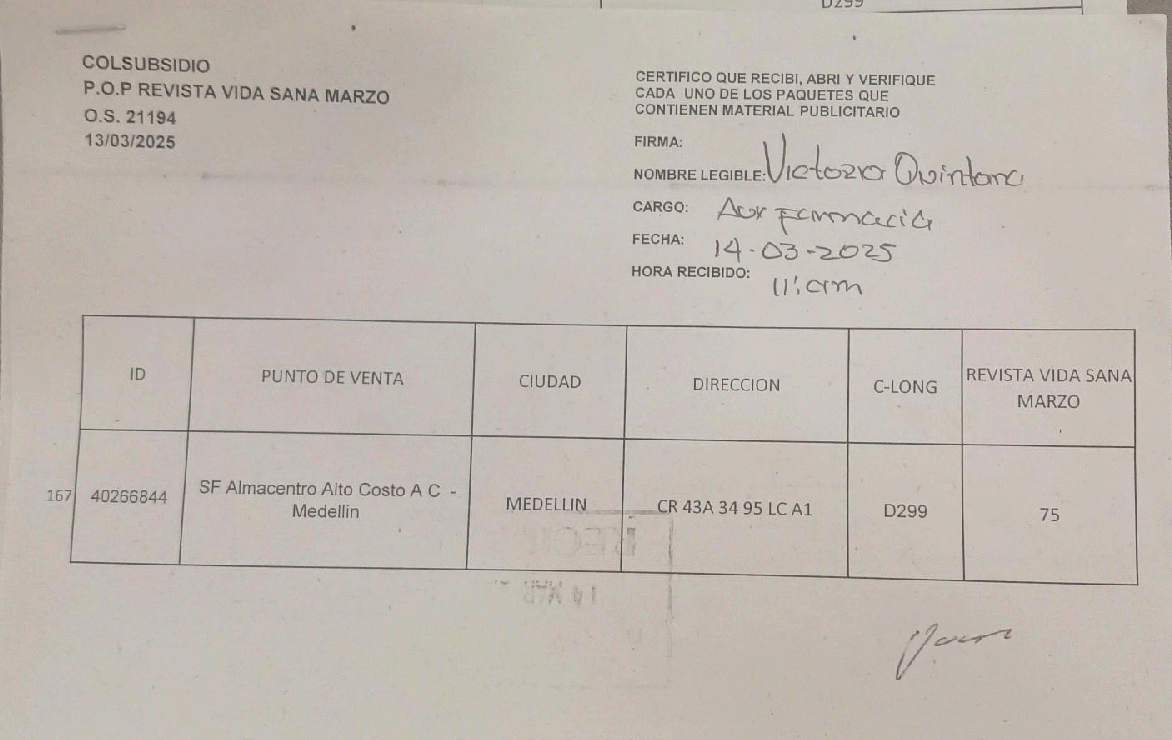 D299
COLSUBSIDIO
P.O.P REVISTA VIDA SANA MARZO
O.S. 21194
13/03/2025
CERTIFICO QUE RECIBI, ABRI Y VERIFIQUE
CADA UNO DE LOS PAQUETES QUE
CONTIENEN MATERIAL PUBLICITARIO
FIRMA:
NOMBRE LEGIBLE: Victoria Quintana
CARGO: Aux farmacia
FECHA: 14-03-2025
HORA RECIBIDO: 11:am
ID PUNTO DE VENTA CIUDAD DIRECCION C-LONG REVISTA VIDA SANA
MARZO
167 40266844 SF Almacentro Alto Costo A C - MEDELLIN CR 43A 34 95 LC A1 D299 75
Medellin